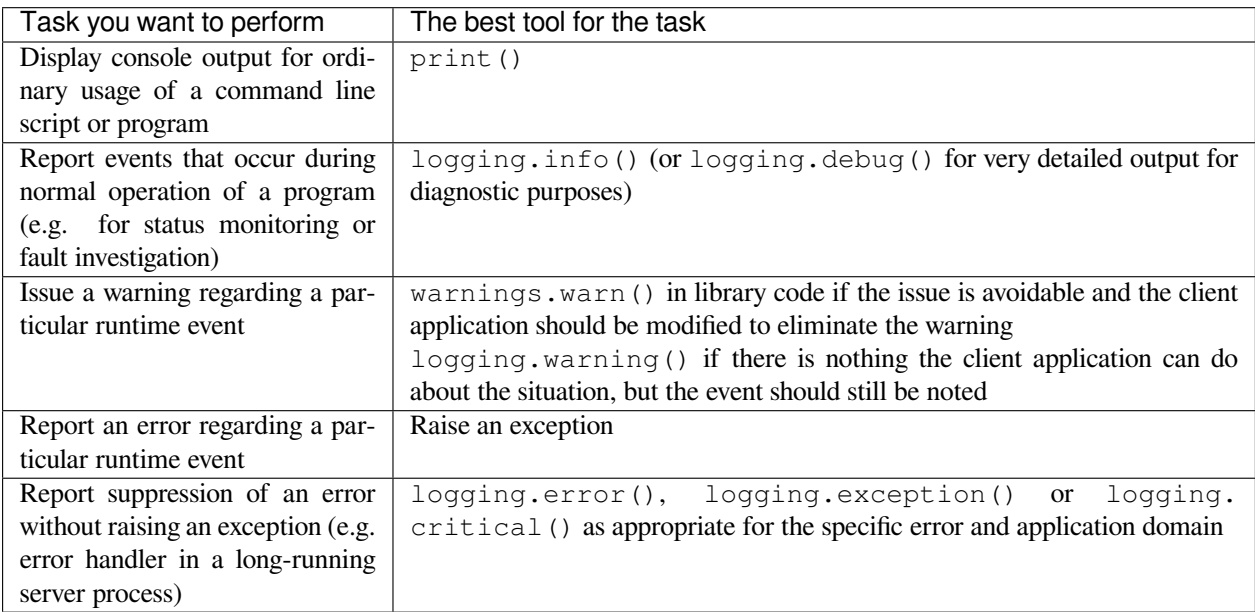 Task you want to perform The best tool for the task
Display console output for ordi-
nary usage of a command line
script or program
print()
Report events that occur during
normal operation of a program
(e.g. for status monitoring or
fault investigation)
logging.info() (or logging.debug() for very detailed output for
diagnostic purposes)
Issue a warning regarding a par-
ticular runtime event
warnings.warn() in library code if the issue is avoidable and the client
application should be modified to eliminate the warning
logging.warning() if there is nothing the client application can do
about the situation, but the event should still be noted
Report an error regarding a par-
ticular runtime event
Raise an exception
Report suppression of an error
without raising an exception (e.g.
error handler in a long-running
server process)
logging.error(), logging.exception() or logging.
critical() as appropriate for the specific error and application domain